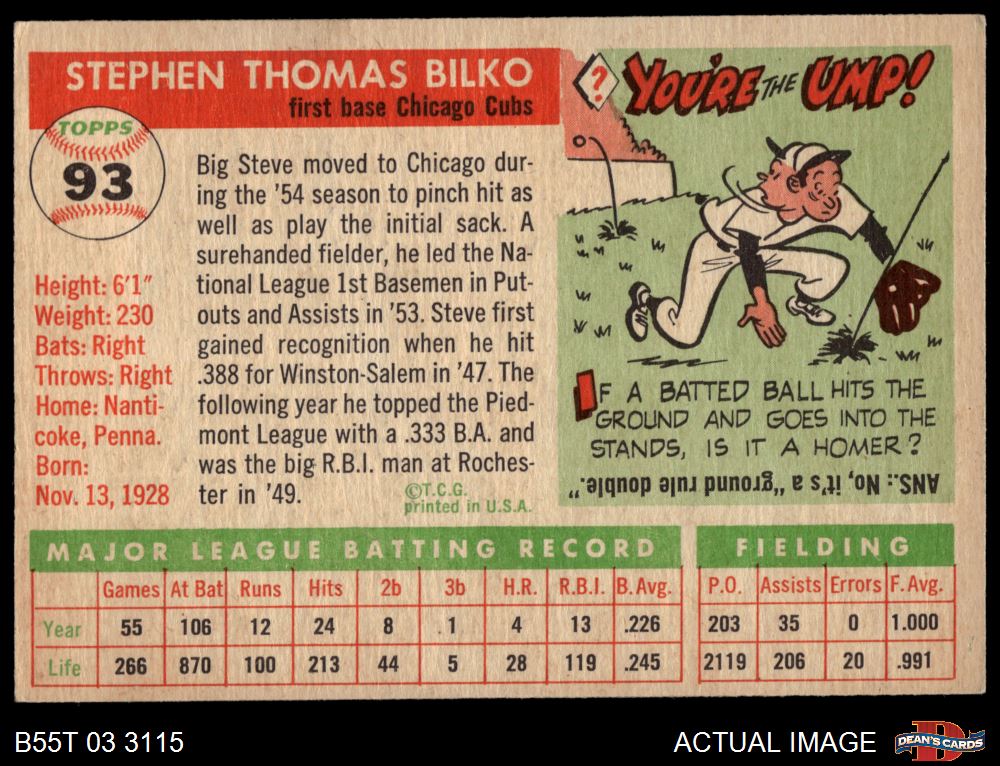 STEPHEN THOMAS BILKO
first base Chicago Cubs
TOPPS
93
Height: 6'1"
Weight: 230
Bats: Right
Throws: Right
Home: Nanti-
coke, Penna.
Born:
Nov. 13, 1928
Big Steve moved to Chicago dur-
ing the '54 season to pinch hit as
well as play the initial sack. A
surehanded fielder, he led the Na-
tional League 1st Basemen in Put-
outs and Assists in '53. Steve first
gained recognition when he hit
.388 for Winston-Salem in '47. The
following year he topped the Pied-
mont League with a .333 B.A. and
was the big R.B.I. man at Roches-
ter in '49.
©T.C.G.
printed in U.S.A.
? YOU'RE THE UMP!
IF A BATTED BALL HITS THE
GROUND AND GOES INTO THE
STANDS, IS IT A HOMER?
ANS.: No, it's a "ground rule double".
MAJOR LEAGUE BATTING RECORD FIELDING
Games At Bat Runs Hits 2b 3b H.R. R.B.I. B. Avg. P.O. Assists Errors F. Avg.
Year 55 106 12 24 8 1 4 13 .226 203 35 0 1.000
Life 266 870 100 213 44 5 28 119 .245 2119 206 20 .991
B55T 03 3115 ACTUAL IMAGE D DEAN'S CARDS